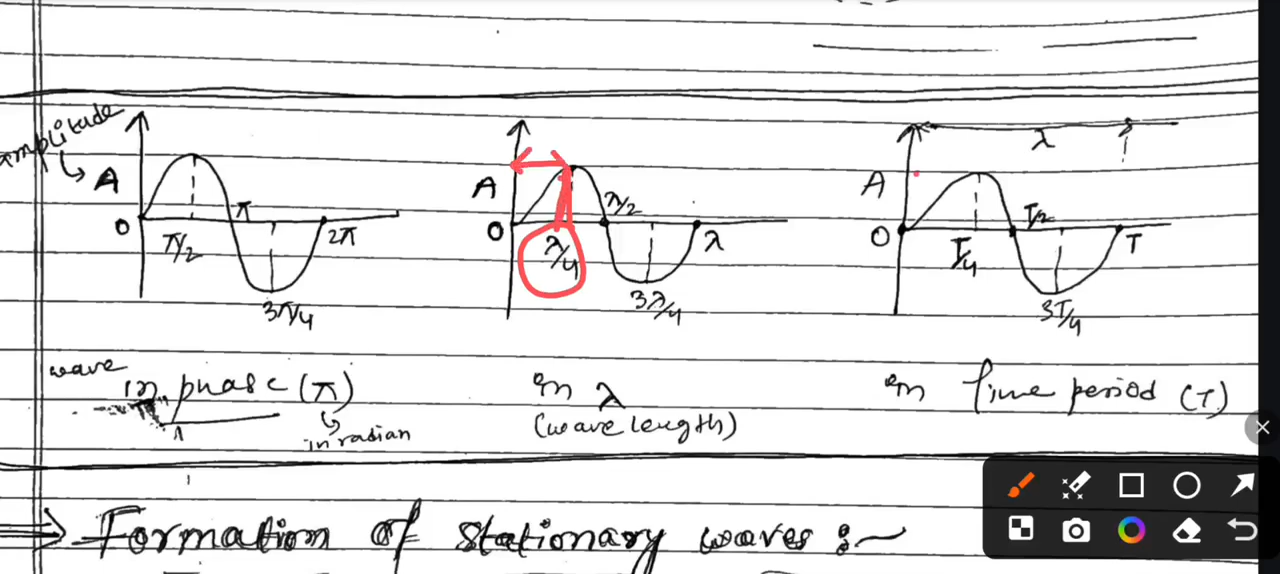 amplitude
A
0
π/2
π
2π
3π/4
A
0
λ/4
λ/2
λ
3λ/4
λ
A
0
T/4
T/2
T
3T/4
wave
in phase (π)
in radian
in λ
(wave length)
in Time period (T)
⇒ Formation of stationary waves :~